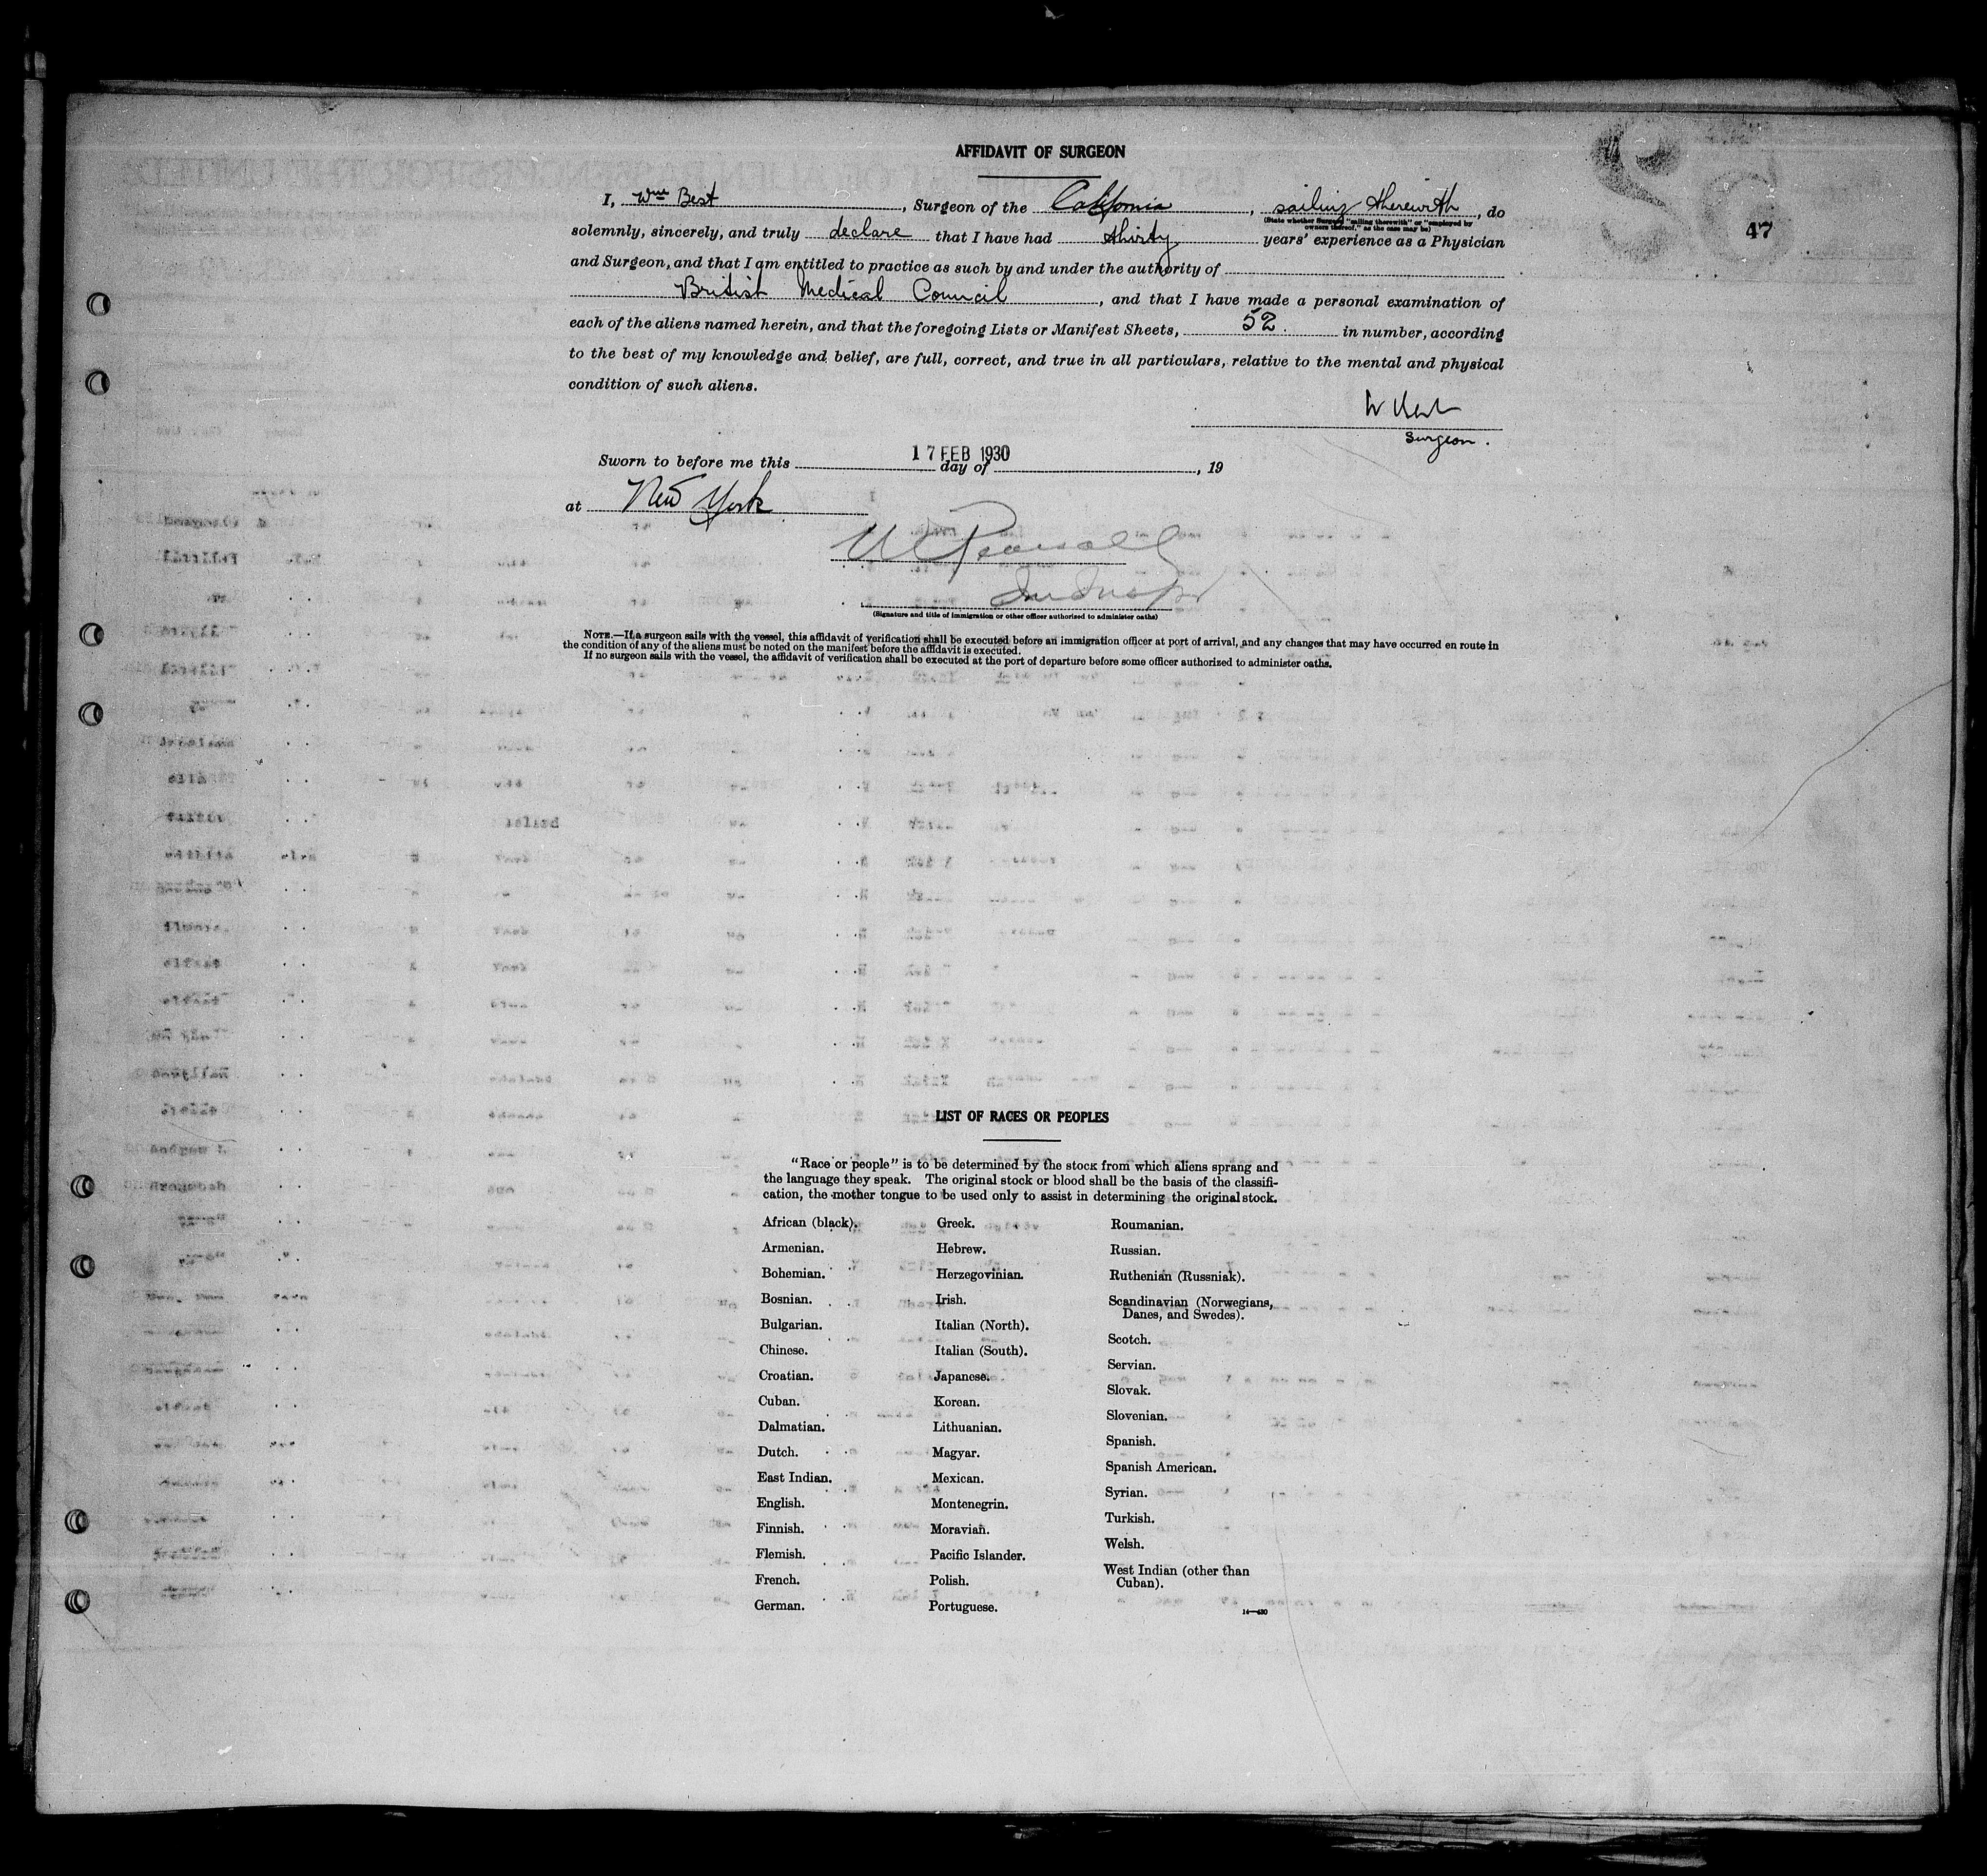 47
AFFIDAVIT OF SURGEON
I, Wm Best, Surgeon of the California, sailing therewith, do
(State whether Surgeon "sailing therewith" or "employed by
owners thereof," as the case may be)
solemnly, sincerely, and truly declare that I have had thirty years' experience as a Physician
and Surgeon, and that I am entitled to practice as such by and under the authority of
British Medical Council, and that I have made a personal examination of
each of the aliens named herein, and that the foregoing Lists or Manifest Sheets, 52. in number, according
to the best of my knowledge and belief, are full, correct, and true in all particulars, relative to the mental and physical
condition of such aliens.
Surgeon.
17 FEB 1930
Sworn to before me this day of , 19
at New York
(Signature and title of immigration or other officer authorized to administer oaths)
NOTE.—If a surgeon sails with the vessel, this affidavit of verification shall be executed before an immigration officer at port of arrival, and any changes that may have occurred en route in
the condition of any of the aliens must be noted on the manifest before the affidavit is executed.
If no surgeon sails with the vessel, the affidavit of verification shall be executed at the port of departure before some officer authorized to administer oaths.
LIST OF RACES OR PEOPLES
"Race or people" is to be determined by the stock from which aliens sprang and
the language they speak. The original stock or blood shall be the basis of the classifi-
cation, the mother tongue to be used only to assist in determining the original stock.
African (black).
Armenian.
Bohemian.
Bosnian.
Bulgarian.
Chinese.
Croatian.
Cuban.
Dalmatian.
Dutch.
East Indian.
English.
Finnish.
Flemish.
French.
German.
Greek.
Hebrew.
Herzegovinian.
Irish.
Italian (North).
Italian (South).
Japanese.
Korean.
Lithuanian.
Magyar.
Mexican.
Montenegrin.
Moravian.
Pacific Islander.
Polish.
Portuguese.
Roumanian.
Russian.
Ruthenian (Russniak).
Scandinavian (Norwegians,
Danes, and Swedes).
Scotch.
Servian.
Slovak.
Slovenian.
Spanish.
Spanish American.
Syrian.
Turkish.
Welsh.
West Indian (other than
Cuban).
14—430